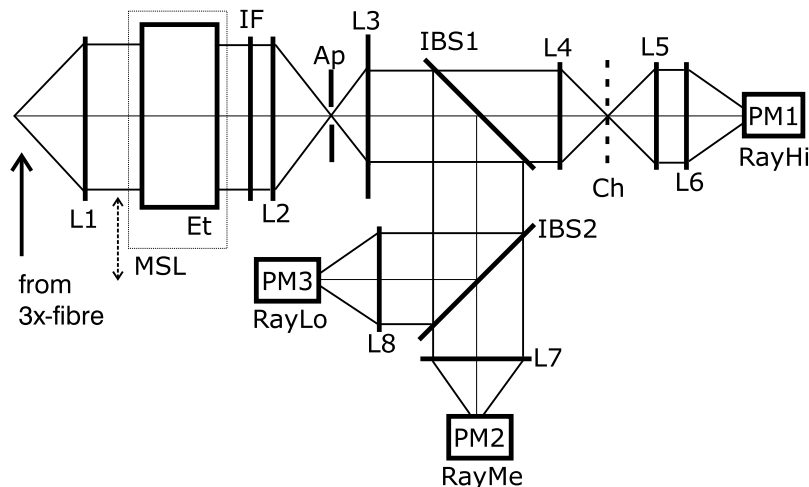 L3
IF
IBS1
Ap
L4
L5
PM1
RayHi
L6
L1
Et
L2
Ch
MSL
IBS2
from
3x-fibre
PM3
RayLo
L8
L7
PM2
RayMe